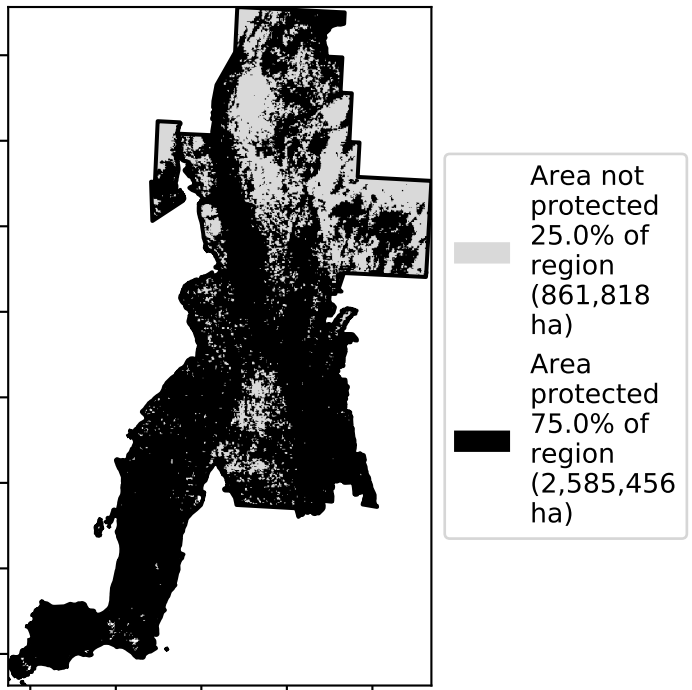 Area not
protected
25.0% of
region
(861,818
ha)
Area
protected
75.0% of
region
(2,585,456
ha)